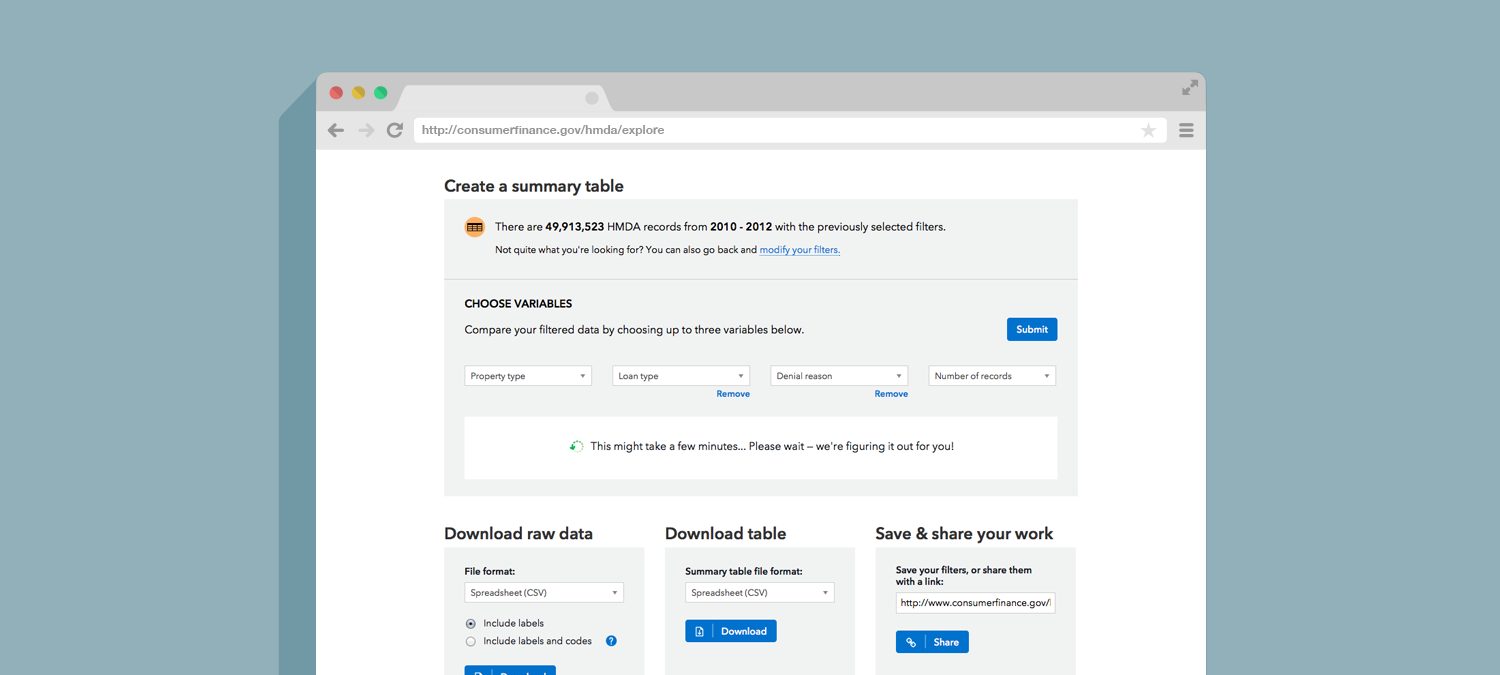 http://consumerfinance.gov/hmda/explore
Create a summary table
There are 49,913,523 HMDA records from 2010 - 2012 with the previously selected filters.
Not quite what you're looking for? You can also go back and modify your filters.
CHOOSE VARIABLES
Compare your filtered data by choosing up to three variables below.
Submit
Property type
Loan type
Denial reason
Number of records
Remove
Remove
This might take a few minutes... Please wait – we're figuring it out for you!
Download raw data
File format:
Spreadsheet (CSV)
Include labels
Include labels and codes ?
Download table
Summary table file format:
Spreadsheet (CSV)
Download
Save & share your work
Save your filters, or share them
with a link:
http://www.consumerfinance.gov/
Share